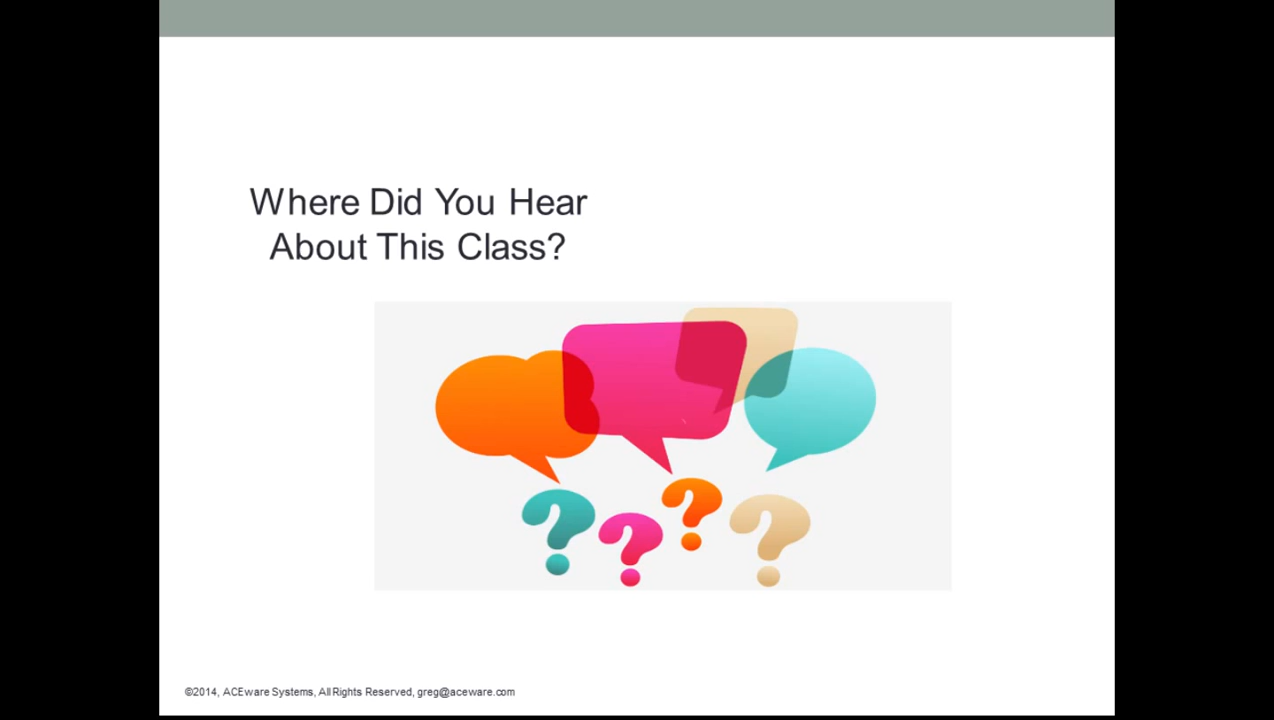 Where Did You Hear
About This Class?
? ? ? ?
©2014, ACEware Systems, All Rights Reserved, greg@aceware.com